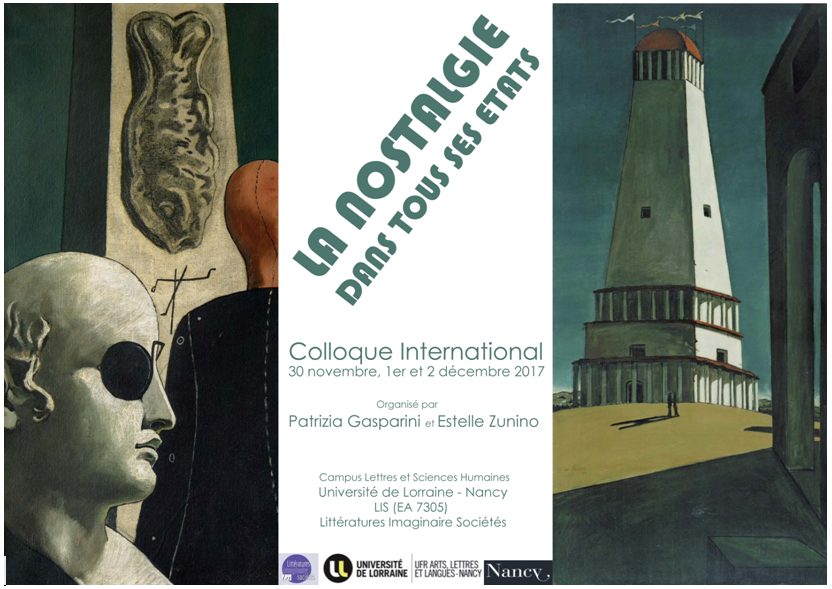 LA NOSTALGIE
DANS TOUS SES ETATS
Colloque International
30 novembre, 1er et 2 décembre 2017
Organisé par
Patrizia Gasparini et Estelle Zunino
Campus Lettres et Sciences Humaines
Université de Lorraine - Nancy
LIS (EA 7305)
Littératures Imaginaire Sociétés
Littératures
UNIVERSITÉ
DE LORRAINE
UFR ARTS, LETTRES
ET LANGUES-NANCY
Nancy,